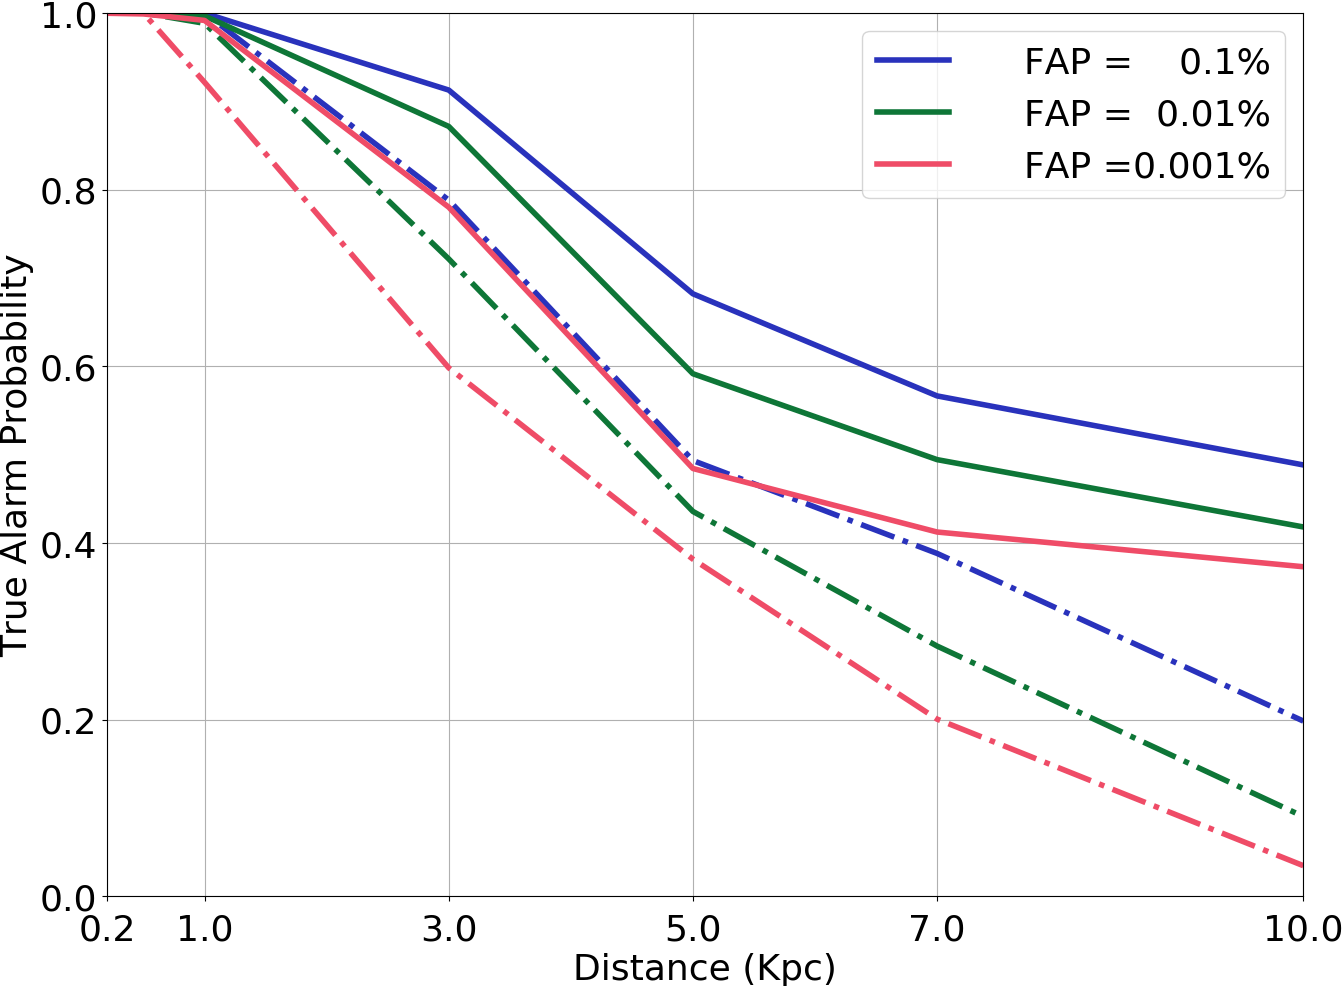 1.0
0.8
0.6
0.4
0.2
0.0
True Alarm Probability
FAP = 0.1%
FAP = 0.01%
FAP =0.001%
0.2 1.0 3.0 5.0 7.0 10.0
Distance (Kpc)